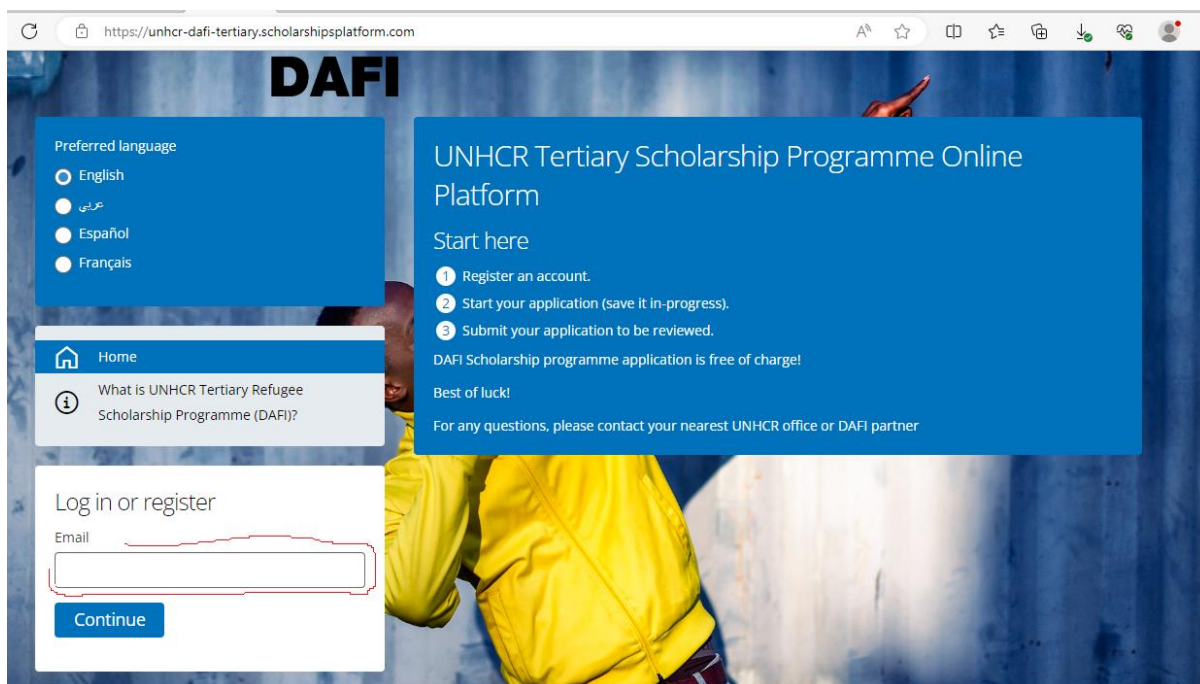 https://unhcr-dafi-tertiary.scholarshipsplatform.com
DAFI
Preferred language
English
عربي
Español
Français
Home
What is UNHCR Tertiary Refugee
Scholarship Programme (DAFI)?
Log in or register
Email
Continue
UNHCR Tertiary Scholarship Programme Online
Platform
Start here
1 Register an account.
2 Start your application (save it in-progress).
3 Submit your application to be reviewed.
DAFI Scholarship programme application is free of charge!
Best of luck!
For any questions, please contact your nearest UNHCR office or DAFI partner